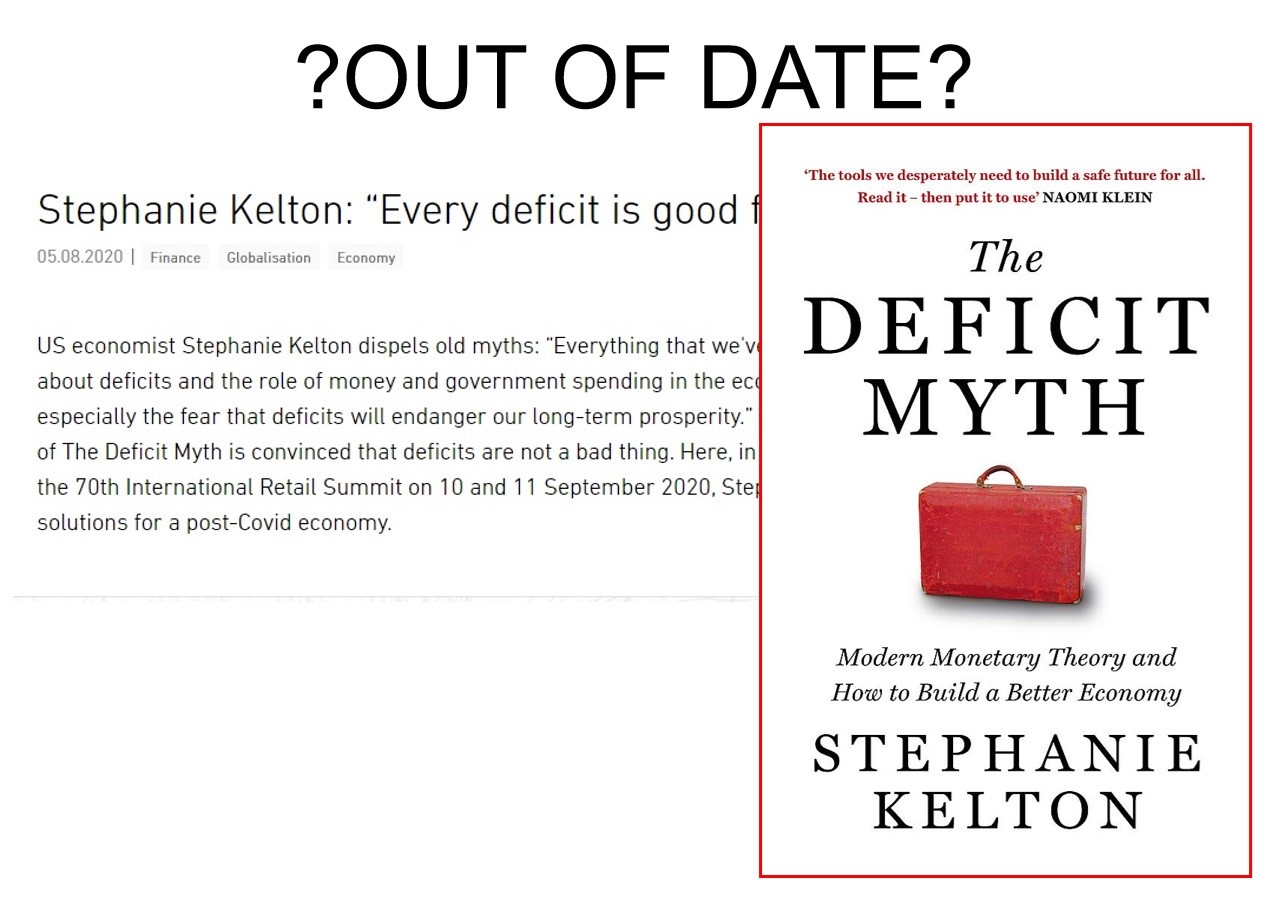 ?OUT OF DATE?
Stephanie Kelton: “Every deficit is good
05.08.2020 | Finance Globalisation Economy
US economist Stephanie Kelton dispels old myths: “Everything that we've
about deficits and the role of money and government spending in the
especially the fear that deficits will endanger our long-term prosperity.”
of The Deficit Myth is convinced that deficits are not a bad thing. Here, in
the 70th International Retail Summit on 10 and 11 September 2020,
solutions for a post-Covid economy.
‘The tools we desperately need to build a safe future for all.
Read it – then put it to use’ NAOMI KLEIN
The
DEFICIT
MYTH
Modern Monetary Theory and
How to Build a Better Economy
STEPHANIE
KELTON